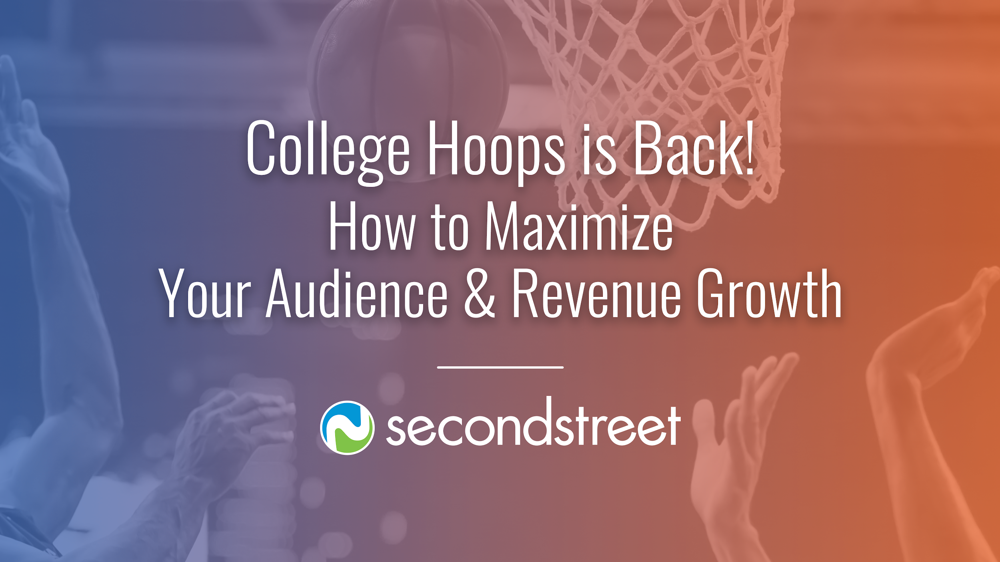 College Hoops is Back!
How to Maximize
Your Audience & Revenue Growth
secondstreet